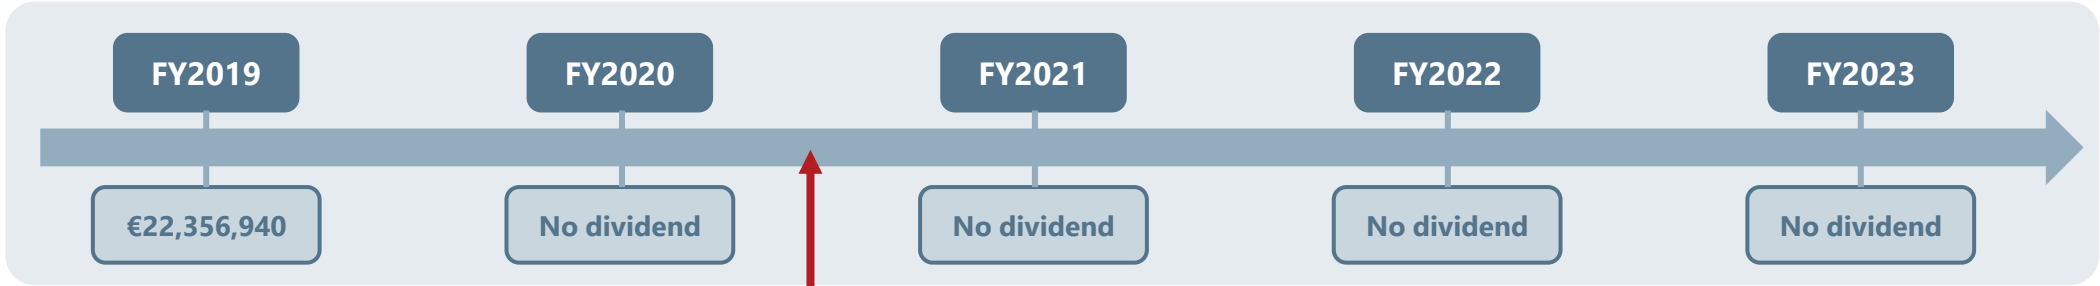 FY2019
FY2020
FY2021
FY2022
FY2023
€22,356,940
No dividend
No dividend
No dividend
No dividend